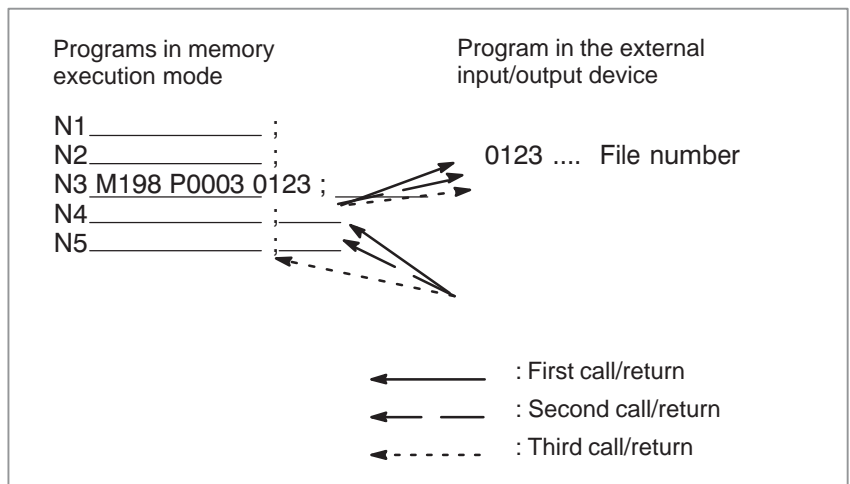 Programs in memory
execution mode
Program in the external
input/output device
N1 ;
N2 ;
N3 M198 P0003 0123 ;
N4 ;
N5 ;
0123 .... File number
: First call/return
: Second call/return
: Third call/return